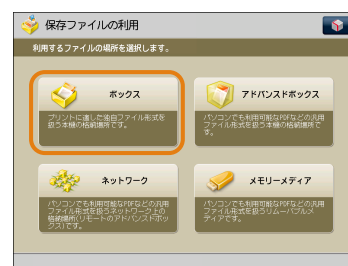 保存ファイルの利用
利用するファイルの場所を選択します。
ボックス
プリントに適した独自ファイル形式を
扱う本機の格納場所です。
アドバンスドボックス
パソコンでも利用可能なPDFなどの汎用
ファイル形式を扱う本機の格納場所で
す。
ネットワーク
パソコンでも利用可能なPDFなどの汎用
ファイル形式を扱うネットワーク上の
格納場所(リモートのアドバンスドボッ
クス)です。
メモリーメディア
パソコンでも利用可能なPDFなどの汎用
ファイル形式を扱うリムーバブルメ
ディアです。